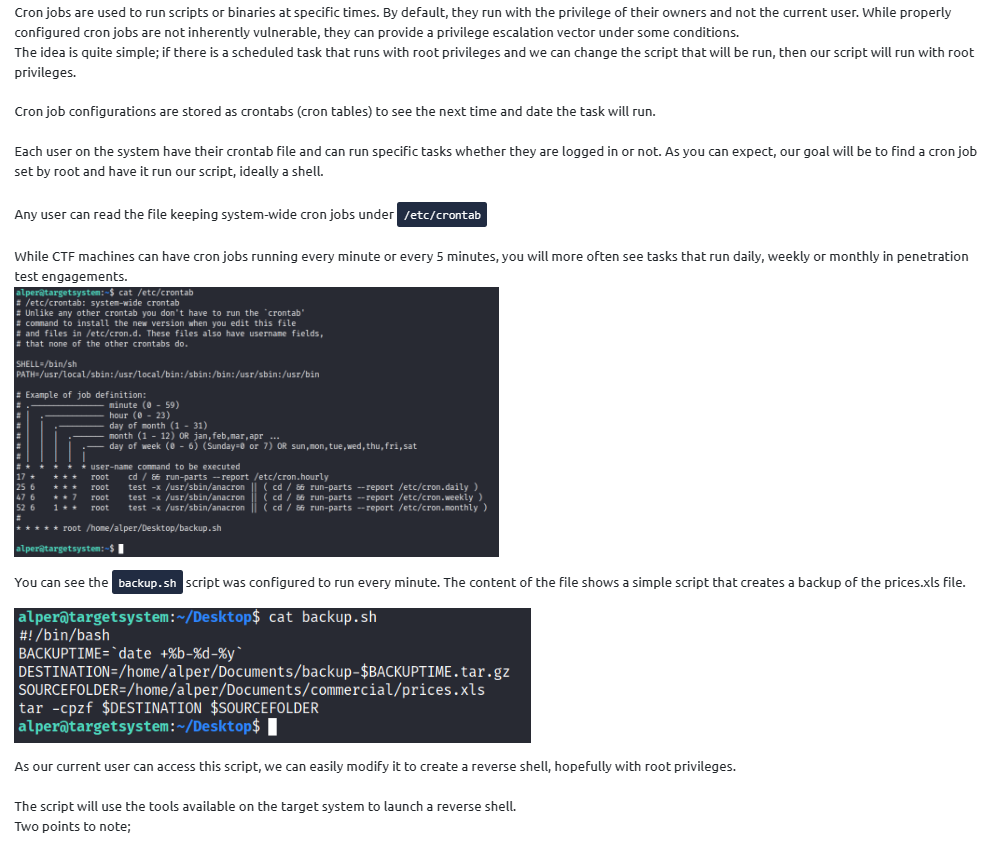 Cron jobs are used to run scripts or binaries at specific times. By default, they run with the privilege of their owners and not the current user. While properly
configured cron jobs are not inherently vulnerable, they can provide a privilege escalation vector under some conditions.
The idea is quite simple; if there is a scheduled task that runs with root privileges and we can change the script that will be run, then our script will run with root
privileges.
Cron job configurations are stored as crontabs (cron tables) to see the next time and date the task will run.
Each user on the system have their crontab file and can run specific tasks whether they are logged in or not. As you can expect, our goal will be to find a cron job
set by root and have it run our script, ideally a shell.
Any user can read the file keeping system-wide cron jobs under /etc/crontab
While CTF machines can have cron jobs running every minute or every 5 minutes, you will more often see tasks that run daily, weekly or monthly in penetration
test engagements.
alper@targetsystem:~$ cat /etc/crontab
# /etc/crontab: system-wide crontab
# Unlike any other crontab you don't have to run the `crontab'
# command to install the new version when you edit this file
# and files in /etc/cron.d. These files also have username fields,
# that none of the other crontabs do.
SHELL=/bin/sh
PATH=/usr/local/sbin:/usr/local/bin:/sbin:/bin:/usr/sbin:/usr/bin
# Example of job definition:
# .---------------- minute (0 - 59)
# | .------------- hour (0 - 23)
# | | .---------- day of month (1 - 31)
# | | | .------- month (1 - 12) OR jan,feb,mar,apr ...
# | | | | .---- day of week (0 - 6) (Sunday=0 or 7) OR sun,mon,tue,wed,thu,fri,sat
# | | | | |
# * * * * * user-name command to be executed
17 * * * * root cd / && run-parts --report /etc/cron.hourly
25 6 * * * root test -x /usr/sbin/anacron || ( cd / && run-parts --report /etc/cron.daily )
47 6 * * 7 root test -x /usr/sbin/anacron || ( cd / && run-parts --report /etc/cron.weekly )
52 6 1 * * root test -x /usr/sbin/anacron || ( cd / && run-parts --report /etc/cron.monthly )
#
* * * * * root /home/alper/Desktop/backup.sh
alper@targetsystem:~$
You can see the backup.sh script was configured to run every minute. The content of the file shows a simple script that creates a backup of the prices.xls file.
alper@targetsystem:~/Desktop$ cat backup.sh
#!/bin/bash
BACKUPTIME=`date +%b-%d-%y`
DESTINATION=/home/alper/Documents/backup-$BACKUPTIME.tar.gz
SOURCEFOLDER=/home/alper/Documents/commercial/prices.xls
tar -cpzf $DESTINATION $SOURCEFOLDER
alper@targetsystem:~/Desktop$
As our current user can access this script, we can easily modify it to create a reverse shell, hopefully with root privileges.
The script will use the tools available on the target system to launch a reverse shell.
Two points to note;